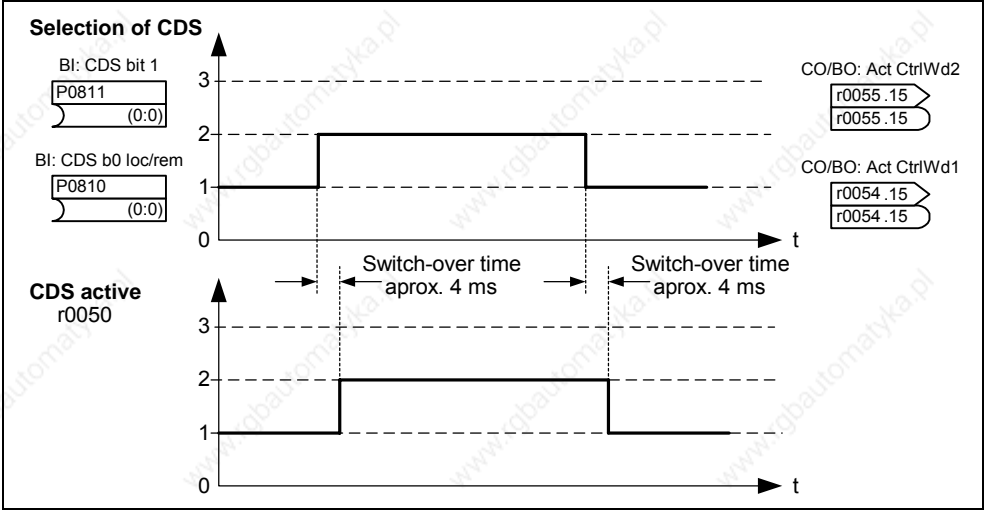 Selection of CDS
BI: CDS bit 1
P0811
(0:0)
BI: CDS b0 loc/rem
P0810
(0:0)
3
2
1
0
t
CO/BO: Act CtrlWd2
r0055 .15
r0055 .15
CO/BO: Act CtrlWd1
r0054 .15
r0054 .15
Switch-over time
aprox. 4 ms
Switch-over time
aprox. 4 ms
CDS active
r0050
3
2
1
0
t
www.rgbautomatyka.pl